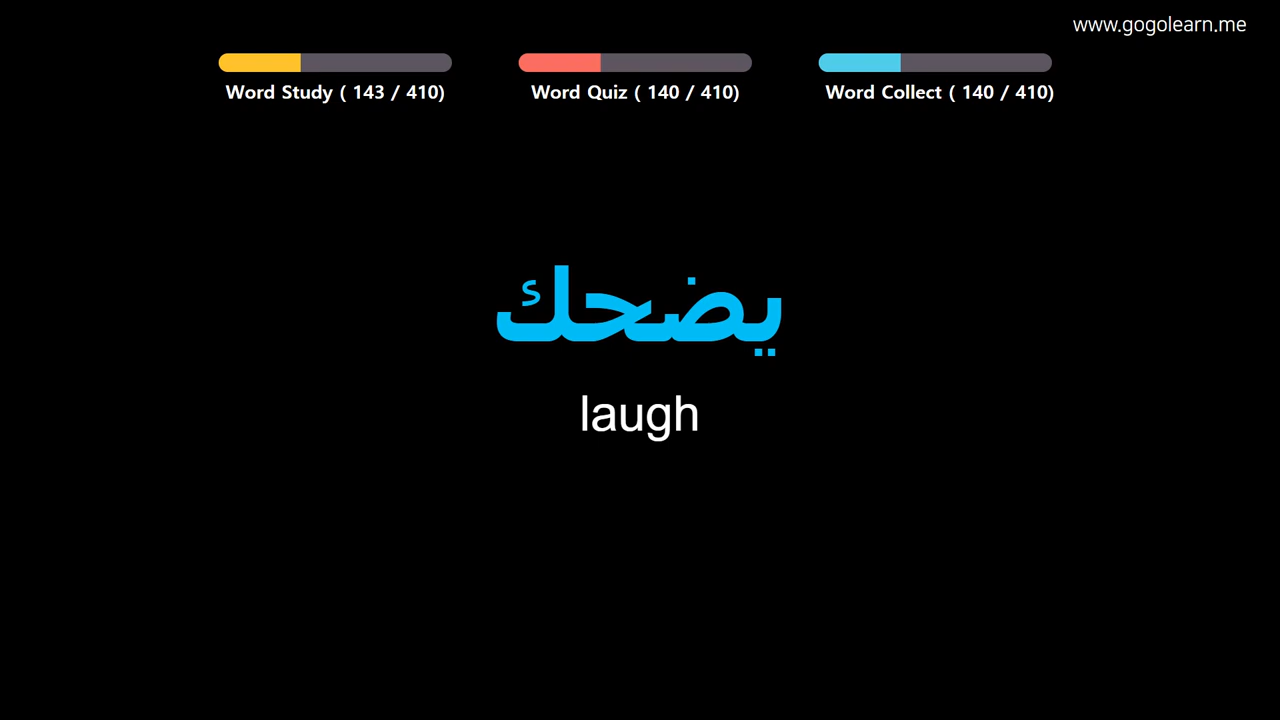 www.gogolearn.me
Word Study ( 143 / 410)
Word Quiz ( 140 / 410)
Word Collect ( 140 / 410)
يضحك
laugh